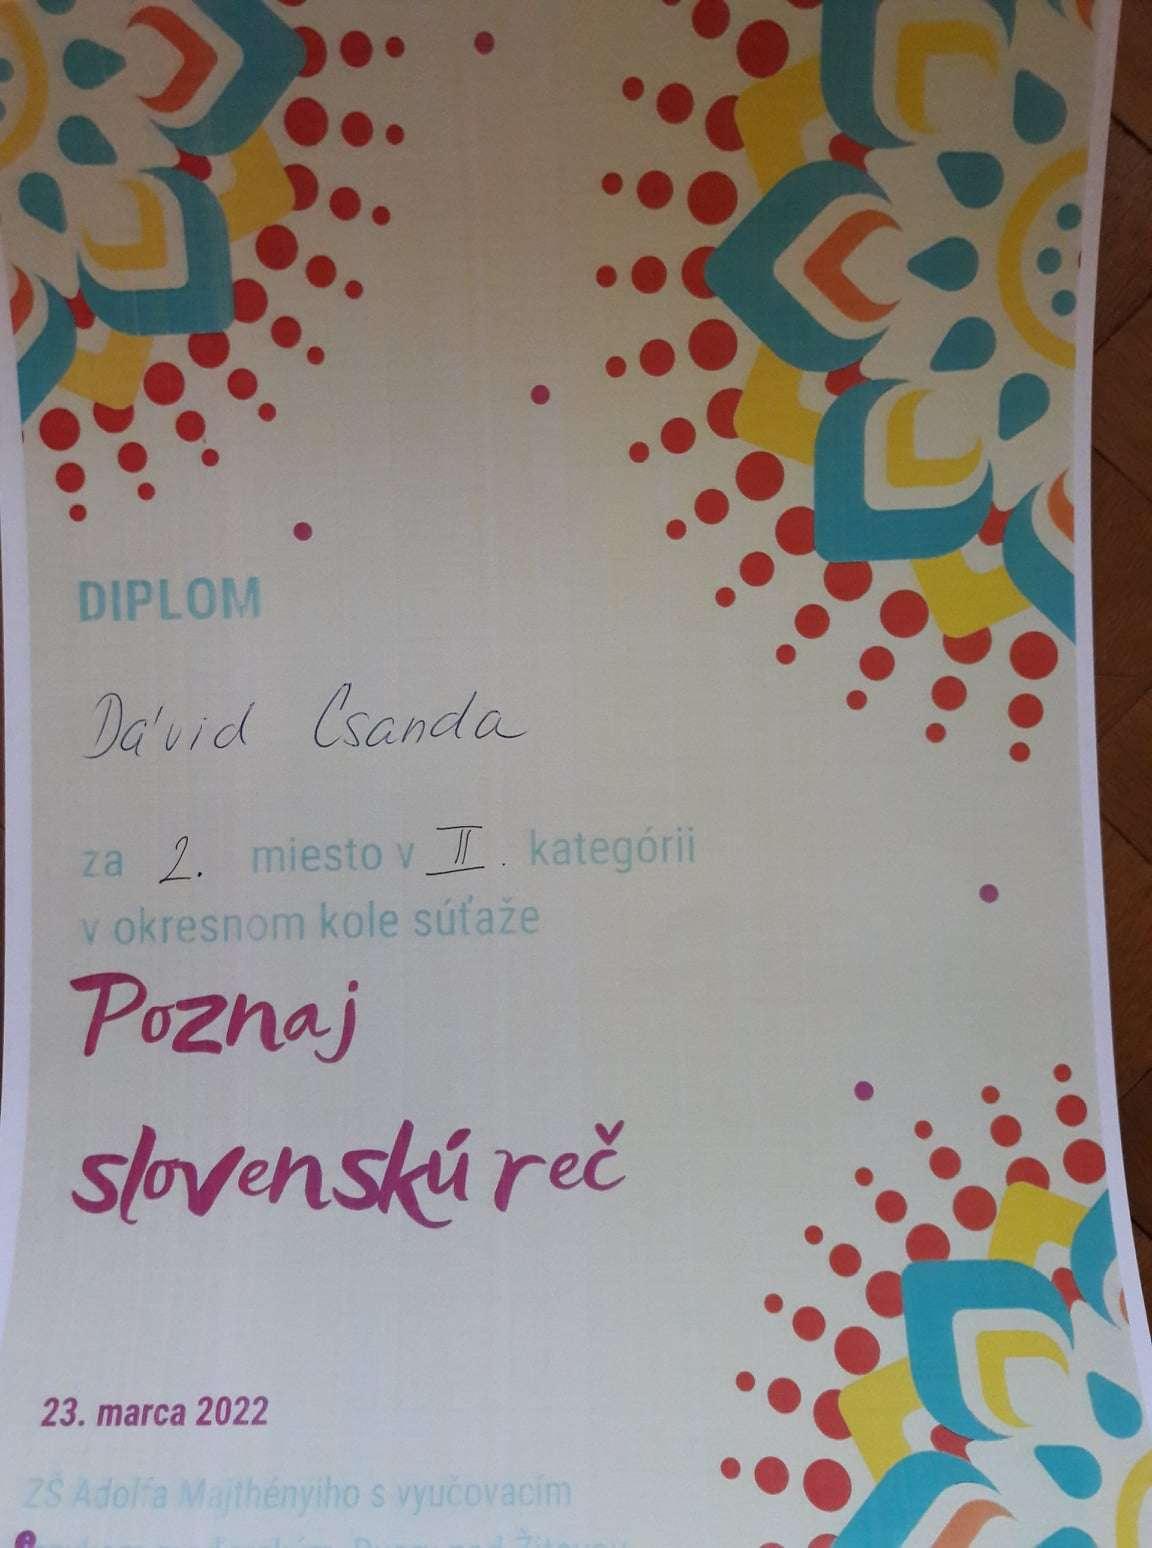 DIPLOM
Dávid Csanda
za 2. miesto v II. kategórii
v okresnom kole súťaže
Poznaj
slovenskú reč
23. marca 2022
ZŠ Adolfa Majthényiho s vyučovacím